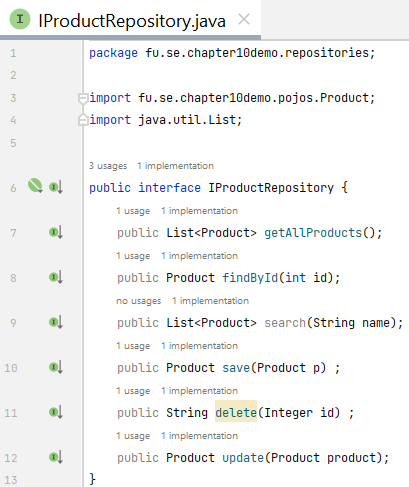 I IProductRepository.java ×
1 package fu.se.chapter10demo.repositories;
2
3 import fu.se.chapter10demo.pojos.Product;
4 import java.util.List;
5
3 usages 1 implementation
6 public interface IProductRepository {
1 usage 1 implementation
7 public List<Product> getAllProducts();
1 usage 1 implementation
8 public Product findById(int id);
no usages 1 implementation
9 public List<Product> search(String name);
1 usage 1 implementation
10 public Product save(Product p) ;
1 usage 1 implementation
11 public String delete(Integer id) ;
1 usage 1 implementation
12 public Product update(Product product);
13 }